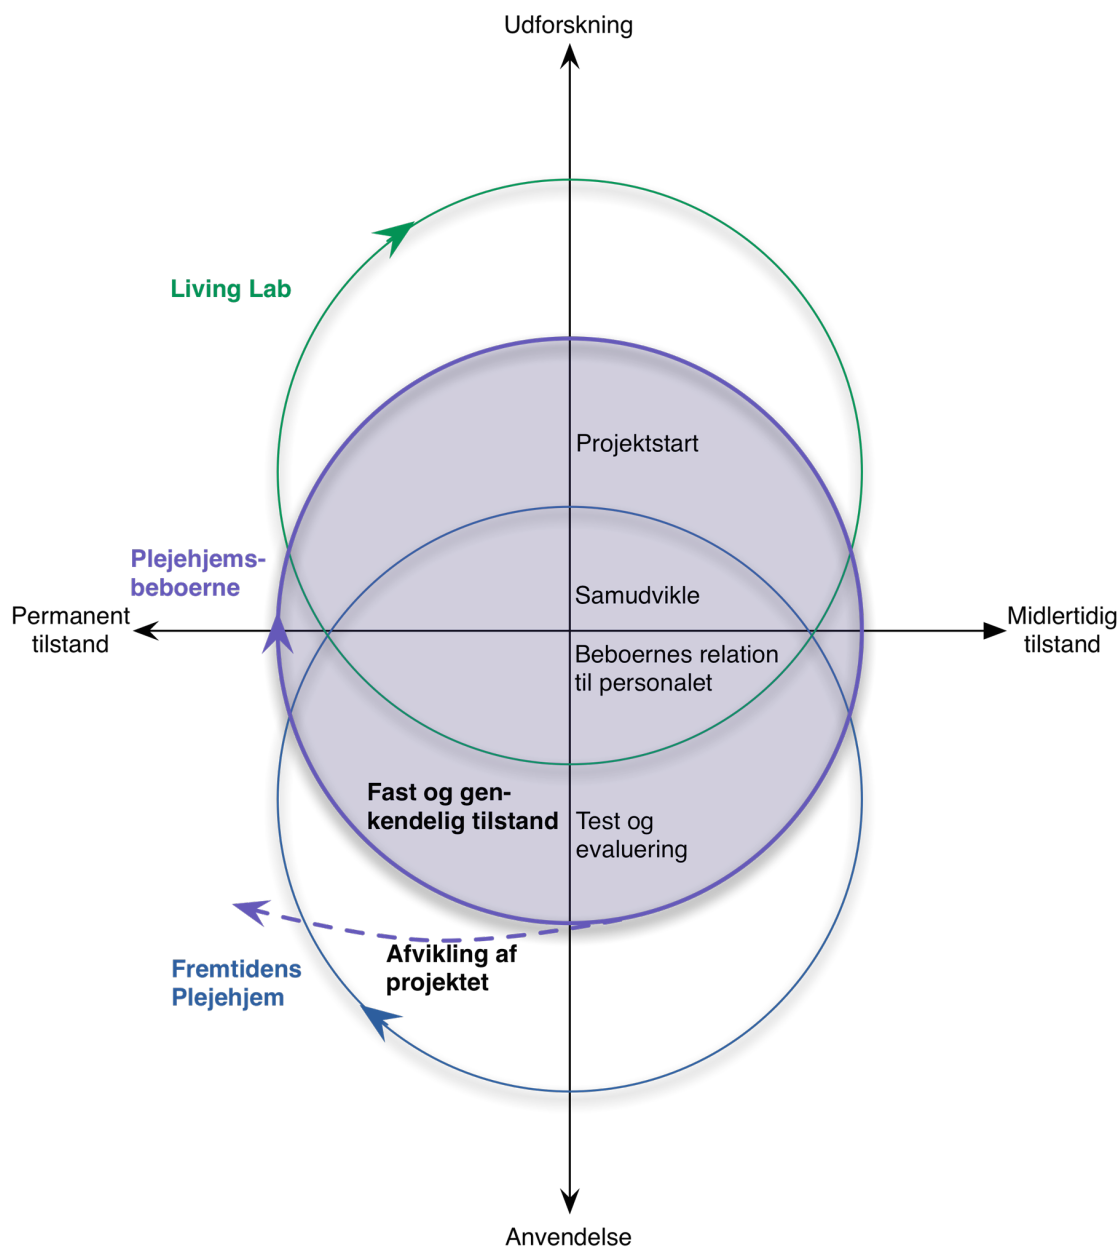 Udforskning
Living Lab
Projektstart
Plejehjems-
beboerne
Samudvikle
Permanent
tilstand
Midlertidig
tilstand
Beboernes relation
til personalet
Fast og gen-
kendelig tilstand
Test og
evaluering
Afvikling af
projektet
Fremtidens
Plejehjem
Anvendelse